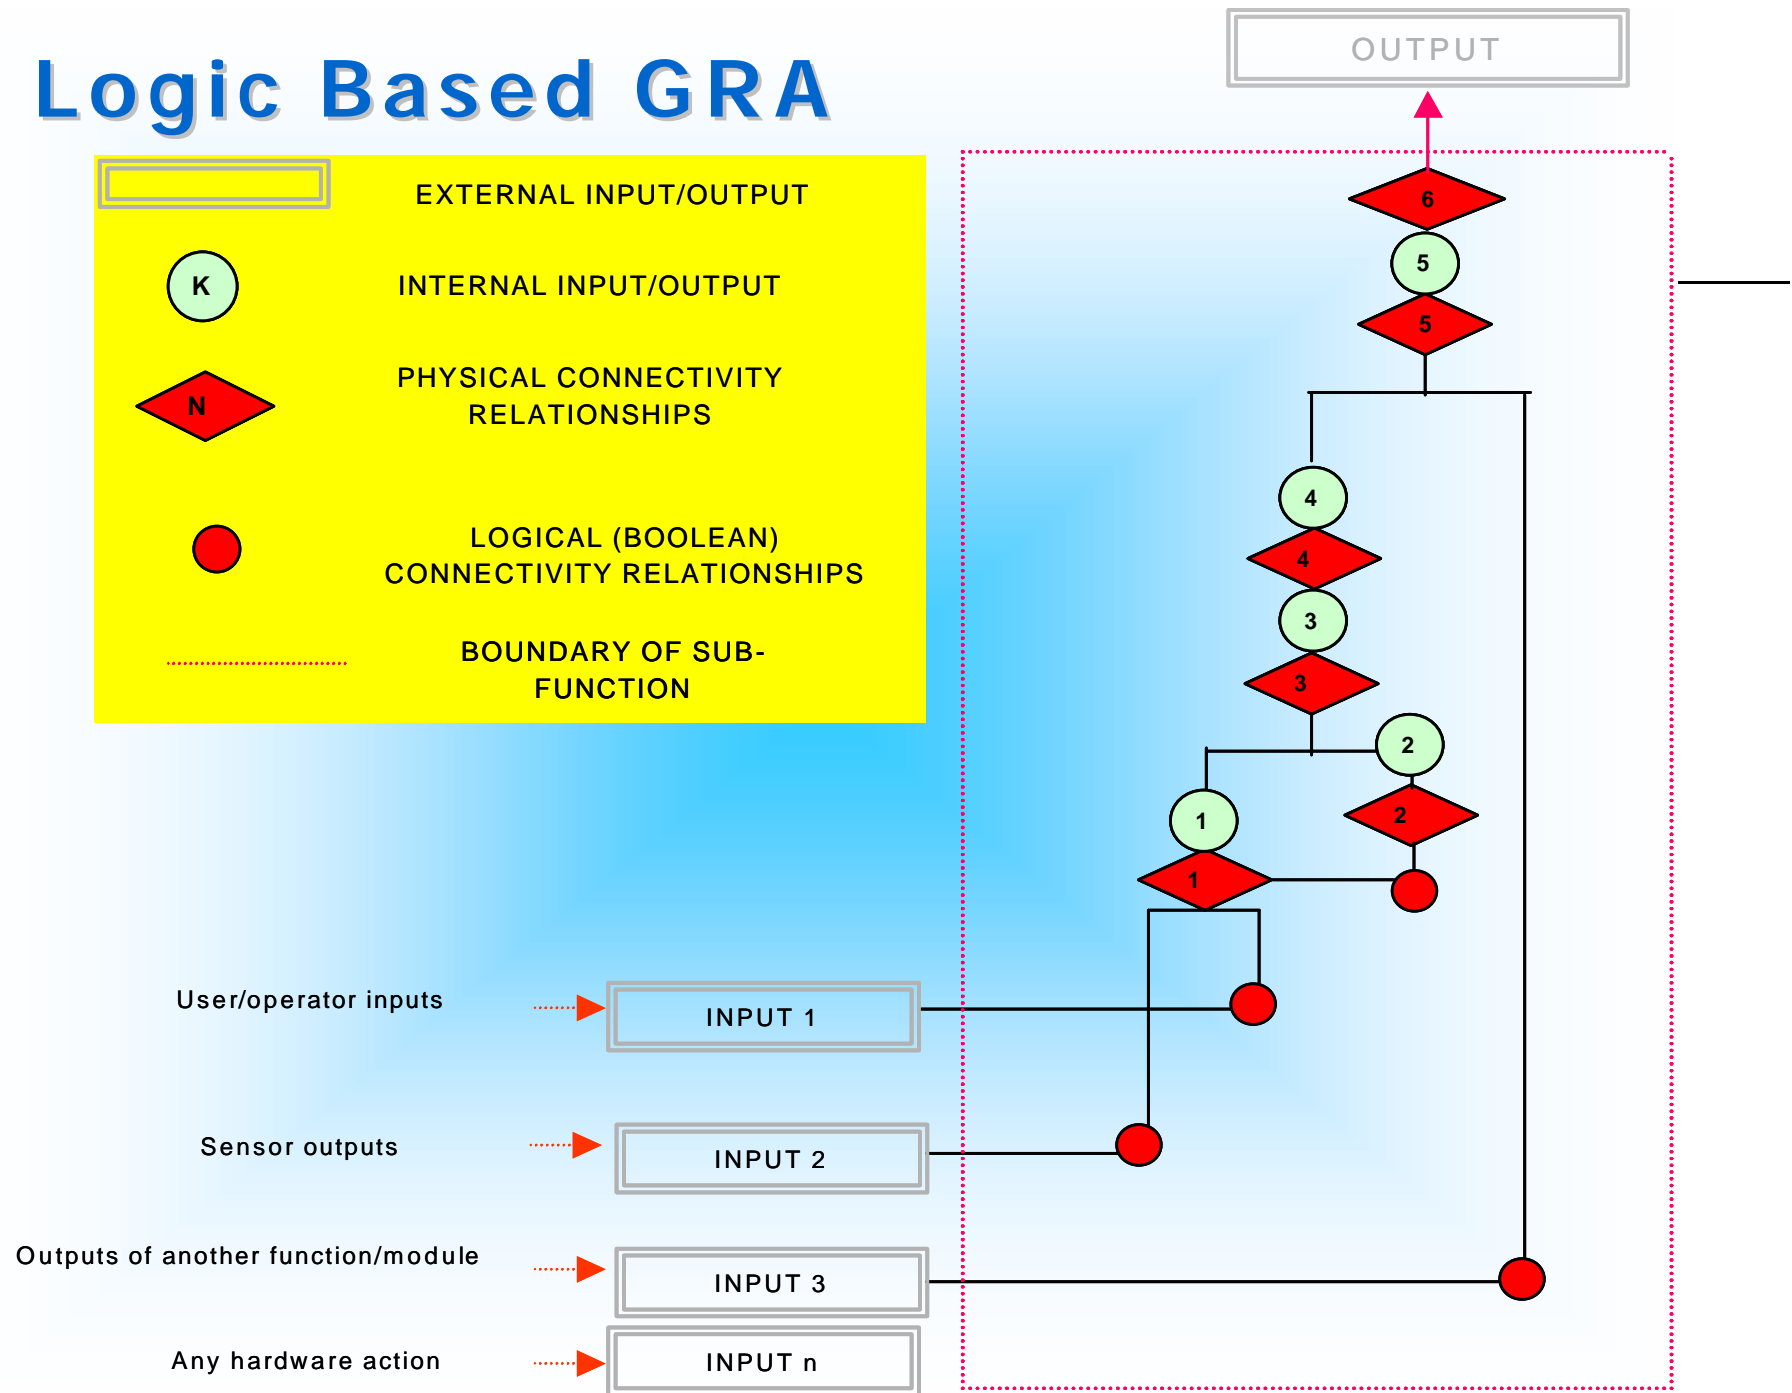 Logic Based GRA
OUTPUT
EXTERNAL INPUT/OUTPUT
K
INTERNAL INPUT/OUTPUT
N
PHYSICAL CONNECTIVITY
RELATIONSHIPS
LOGICAL (BOOLEAN)
CONNECTIVITY RELATIONSHIPS
BOUNDARY OF SUB-
FUNCTION
6
5
5
4
4
3
3
2
1
2
1
User/operator inputs
INPUT 1
Sensor outputs
INPUT 2
Outputs of another function/module
INPUT 3
Any hardware action
INPUT n